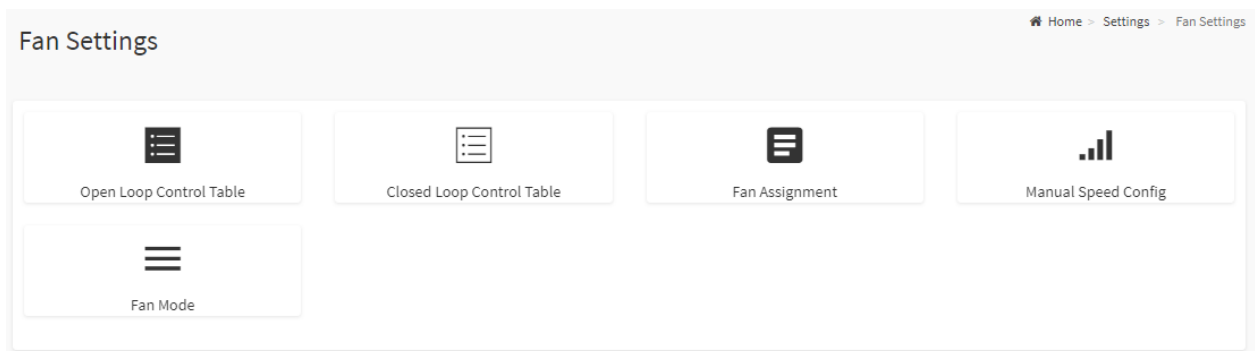 Fan Settings
Home > Settings > Fan Settings
Open Loop Control Table
Closed Loop Control Table
Fan Assignment
Manual Speed Config
Fan Mode